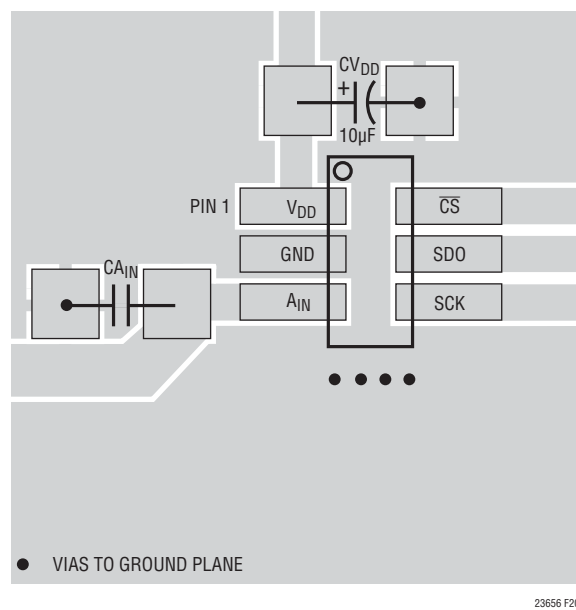 CVDD
+
10µF
PIN 1
VDD
CS
GND
SDO
CAIN
AIN
SCK
VIAS TO GROUND PLANE